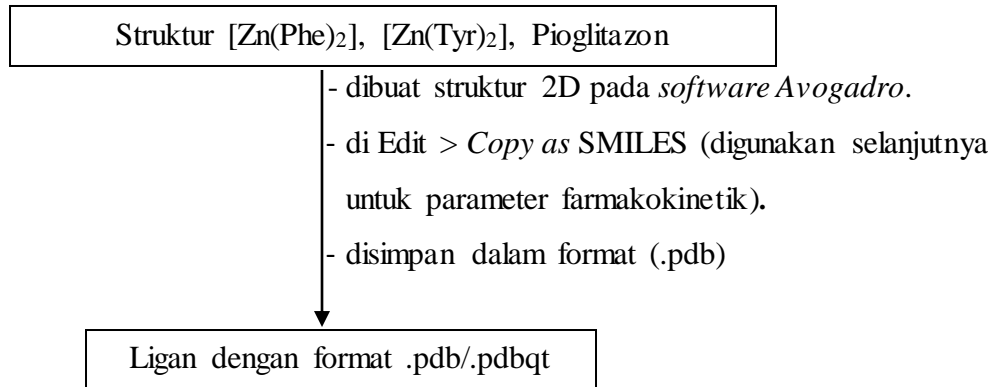 Struktur [Zn(Phe)₂], [Zn(Tyr)₂], Pioglitazon
- dibuat struktur 2D pada software Avogadro.
- di Edit > Copy as SMILES (digunakan selanjutnya
untuk parameter farmakokinetik).
- disimpan dalam format (.pdb)
Ligan dengan format .pdb/.pdbqt